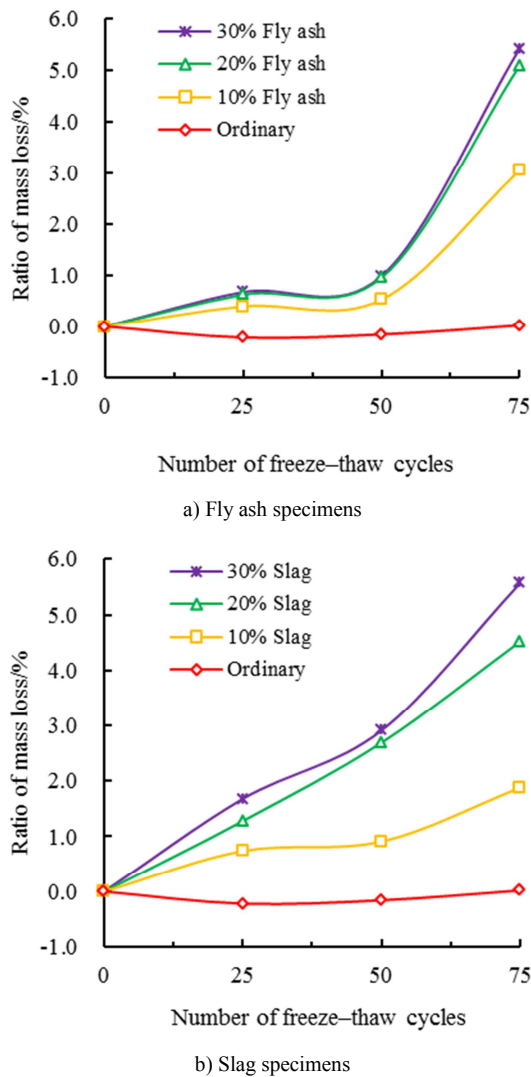 6.0
5.0
4.0
3.0
2.0
1.0
0.0
-1.0
Ratio of mass loss/%
30% Fly ash
20% Fly ash
10% Fly ash
Ordinary
0 25 50 75
Number of freeze–thaw cycles
a) Fly ash specimens
6.0
5.0
4.0
3.0
2.0
1.0
0.0
-1.0
Ratio of mass loss/%
30% Slag
20% Slag
10% Slag
Ordinary
0 25 50 75
Number of freeze–thaw cycles
b) Slag specimens